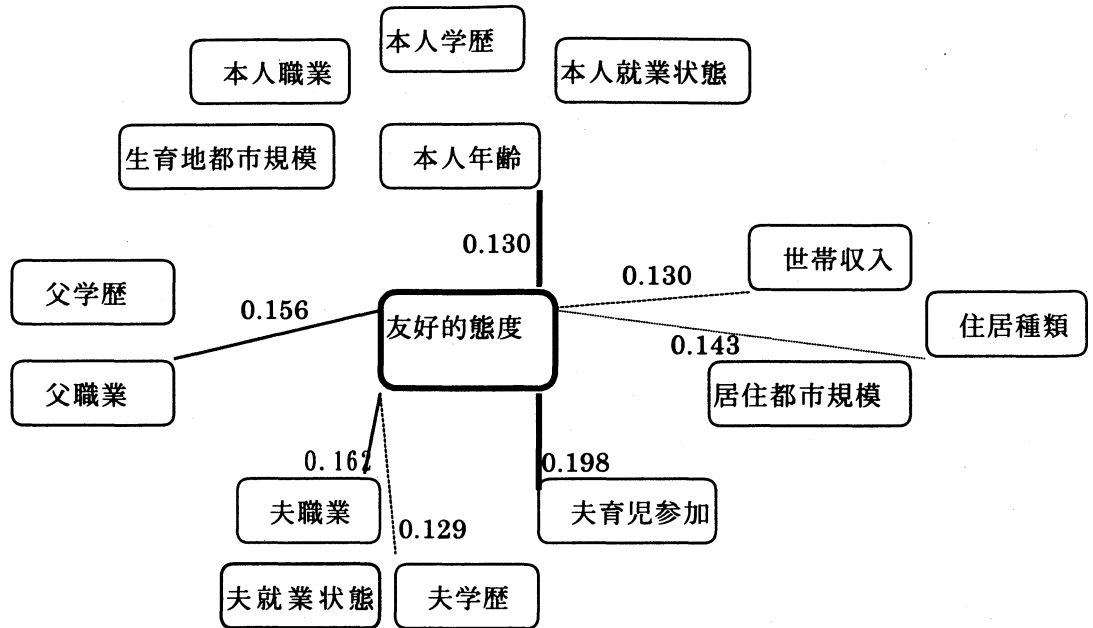 本人学歴
本人職業
本人就業状態
生育地都市規模
本人年齢
0.130
世帯収入
0.130
父学歴
0.156
友好的態度
住居種類
0.143
父職業
居住都市規模
0.162
0.198
夫職業
夫育児参加
0.129
夫就業状態
夫学歴